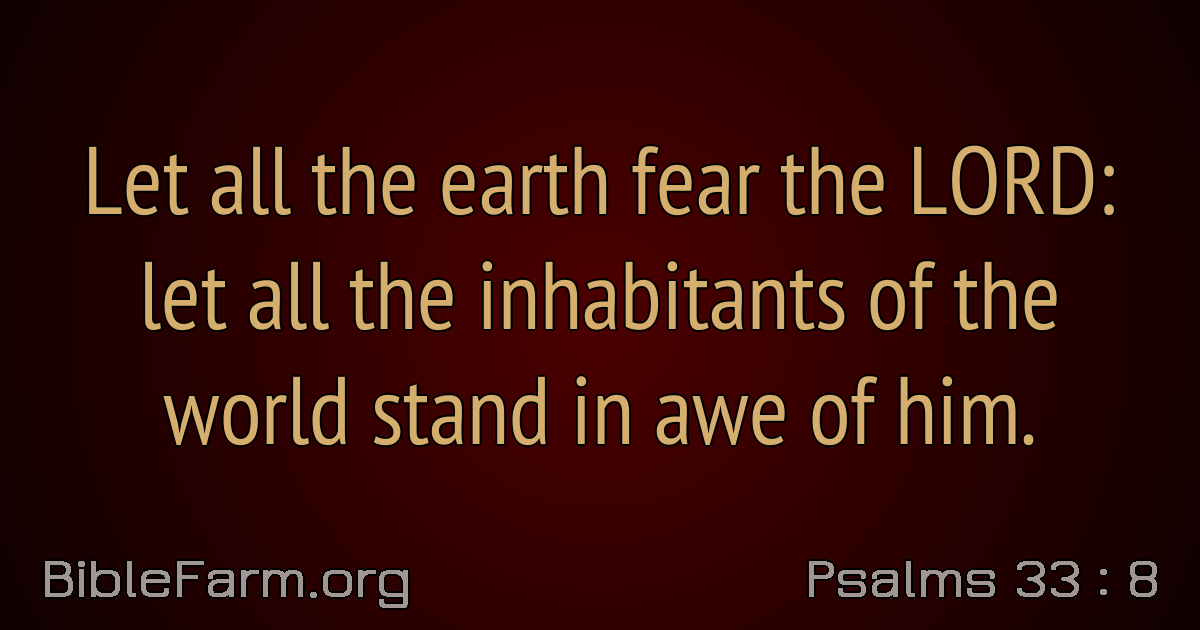 Let all the earth fear the LORD:
let all the inhabitants of the
world stand in awe of him.
BibleFarm.org
Psalms 33 : 8